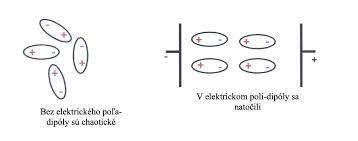 Bez elektrického poľa-
dipóly sú chaotické
V elektrickom poli-dipóly sa
natočili